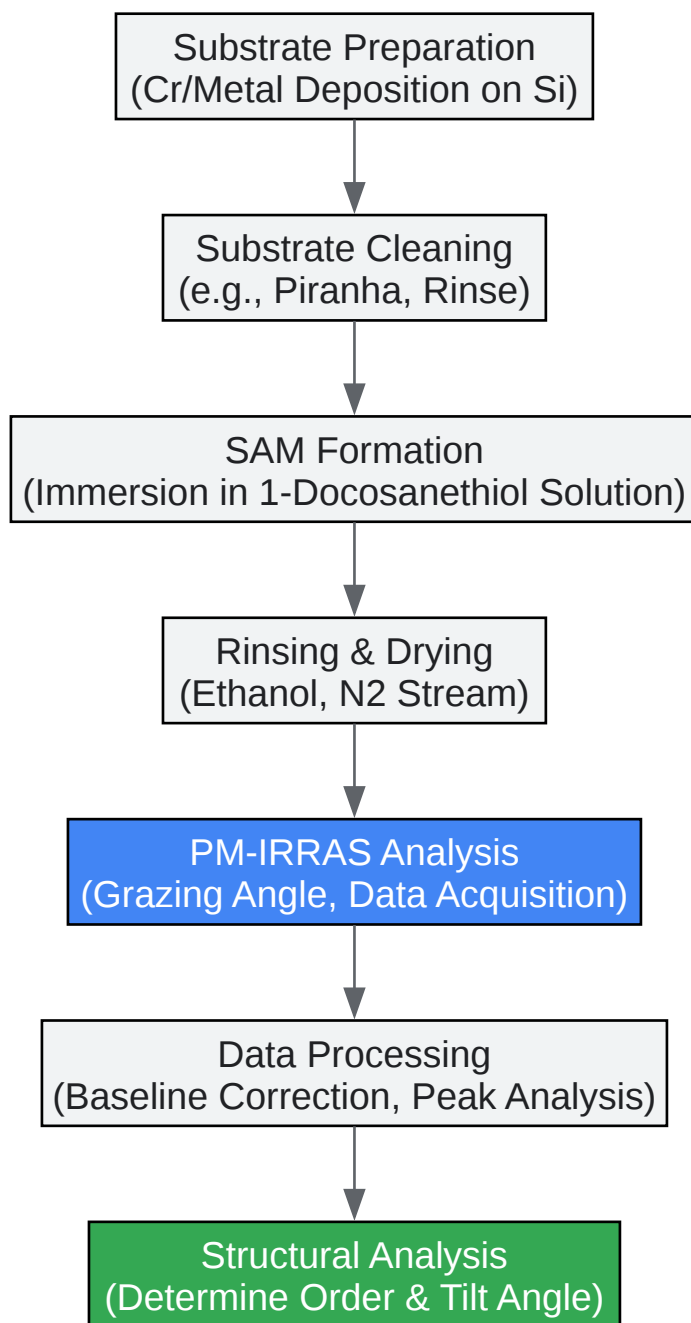 Substrate Preparation
(Cr/Metal Deposition on Si)
Substrate Cleaning
(e.g., Piranha, Rinse)
SAM Formation
(Immersion in 1-Docosanethiol Solution)
Rinsing & Drying
(Ethanol, N2 Stream)
PM-IRRAS Analysis
(Grazing Angle, Data Acquisition)
Data Processing
(Baseline Correction, Peak Analysis)
Structural Analysis
(Determine Order & Tilt Angle)